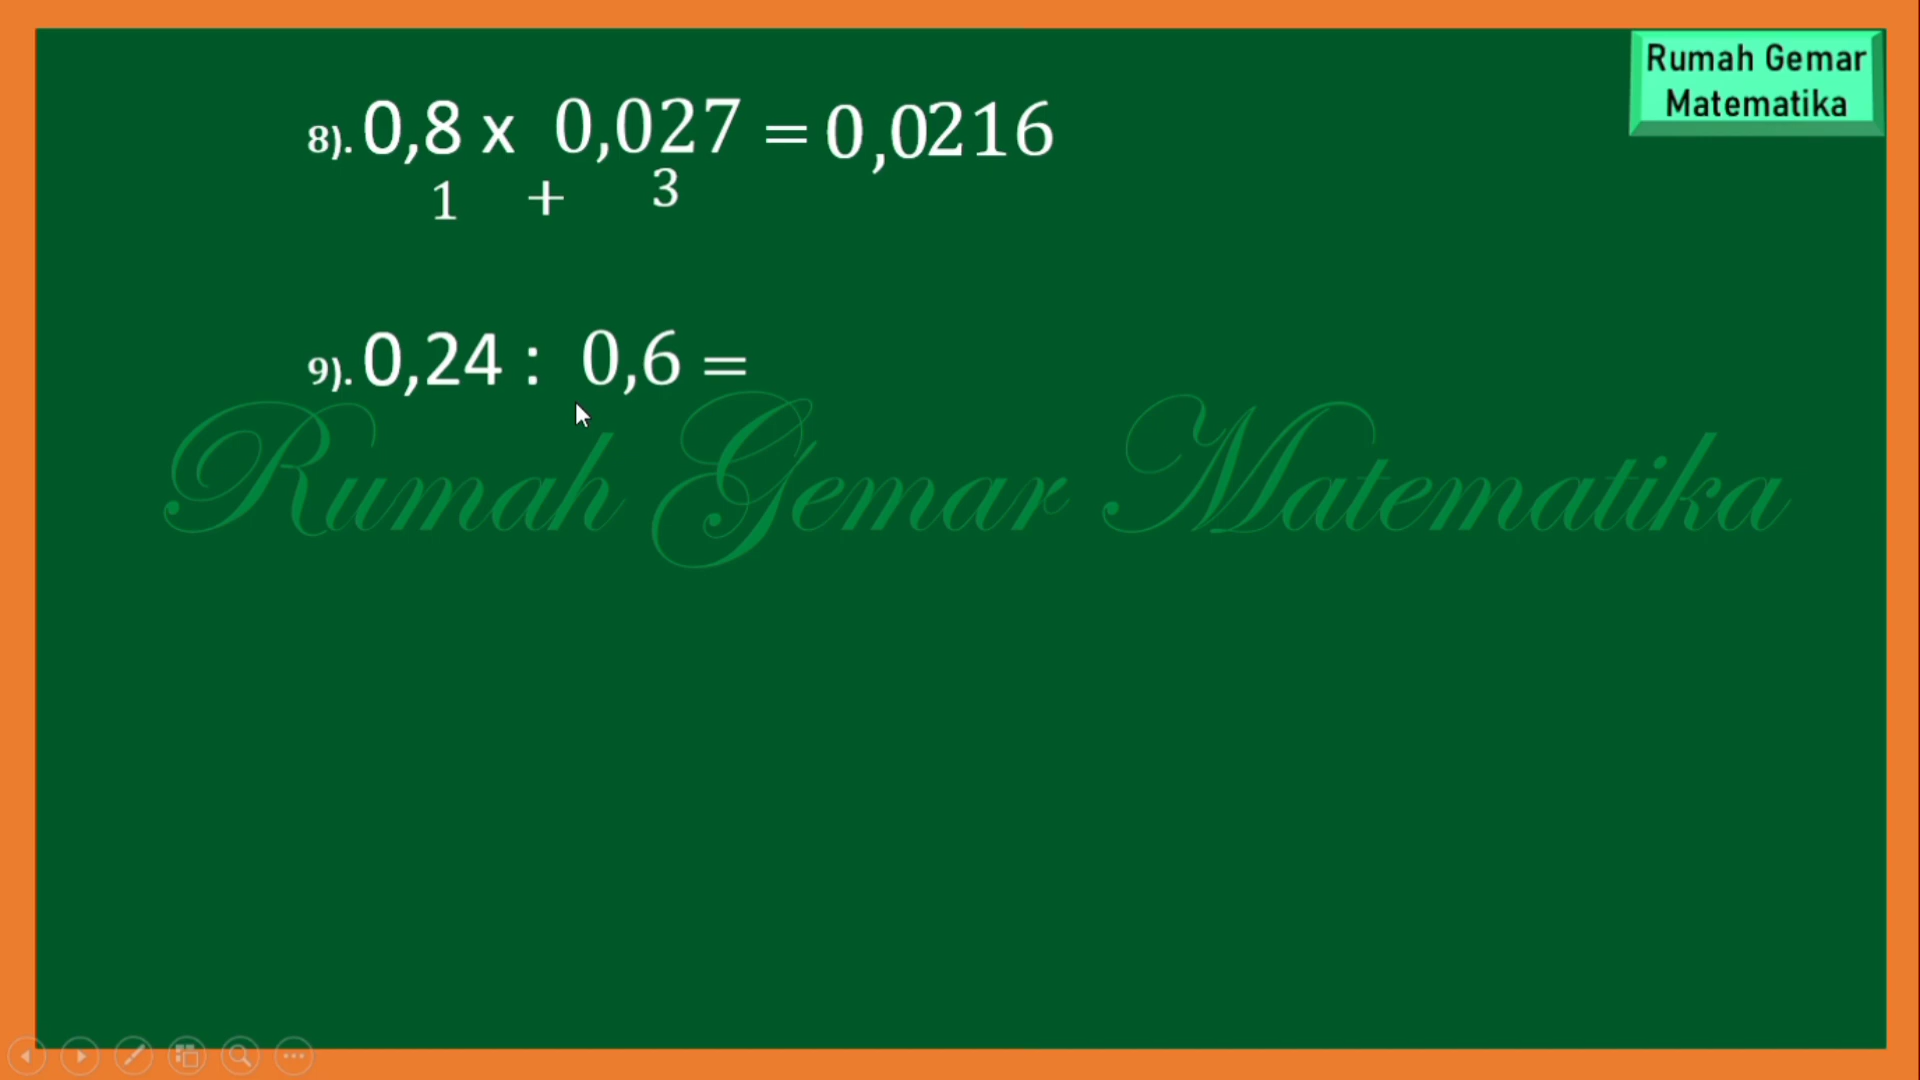 Rumah Gemar
Matematika
8). 0,8 x 0,027 = 0,0216
1 + 3
9). 0,24 : 0,6 =
Rumah Gemar Matematika